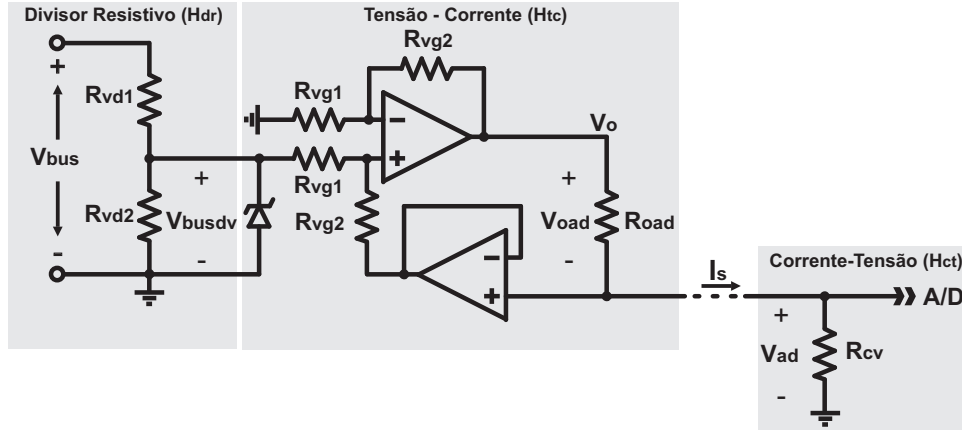 Divisor Resistivo (Hdr)
Tensão - Corrente (Htc)
Rvg2
+
Rvd1
Rvg1
-
Vo
Vbus
+
Rvg1
+
+
Rvd2
Vbusdv
Rvg2
Voad
Road
-
-
-
-
+
Is
Corrente-Tensão (Hct)
A/D
+
Vad
Rcv
-